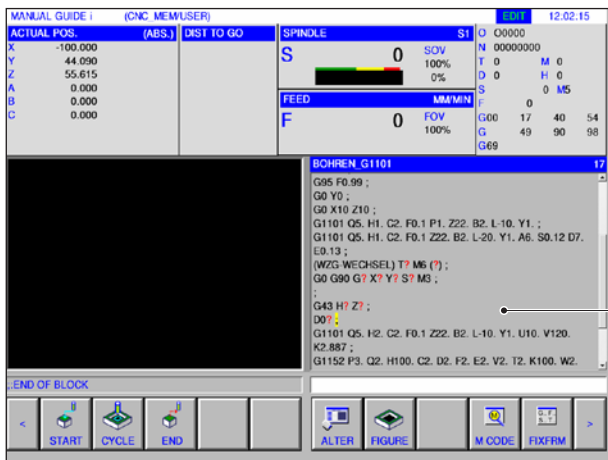 MANUAL GUIDE i (CNC_MEM/USER) EDIT 12:02:15
ACTUAL POS. (ABS.) DIST TO GO SPINDLE S1 O O0000
X -100.000 S 0 SOV N 00000000
Y 44.090 100% T 0 M 0
Z 55.615 0% D 0 H 0
A 0.000 S 0 M5
B 0.000 FEED MM/MIN F 0
C 0.000 F 0 FOV G00 17 40 54
100% G 49 90 98
G69
BOHREN_G1101 17
G95 F0.99 ;
G0 Y0 ;
G0 X10 Z10 ;
G1101 Q5. H1. C2. F0.1 P1. Z22. B2. L-10. Y1. ;
G1101 Q5. H1. C2. F0.1 Z22. B2. L-20. Y1. A6. S0.12 D7.
E0.13 ;
(WZG-WECHSEL) T? M6 (?) ;
G0 G90 G? X? Y? S? M3 ;
;
G43 H? Z? ;
D0? ;
G1101 Q5. H2. C2. F0.1 Z22. B2. L-10. Y1. U10. V120.
K2.887 ;
G1152 P3. Q2. H100. C2. D2. F2. E2. V2. T2. K100. W2.
;:END OF BLOCK
< START CYCLE END ALTER FIGURE M CODE FIXFRM >